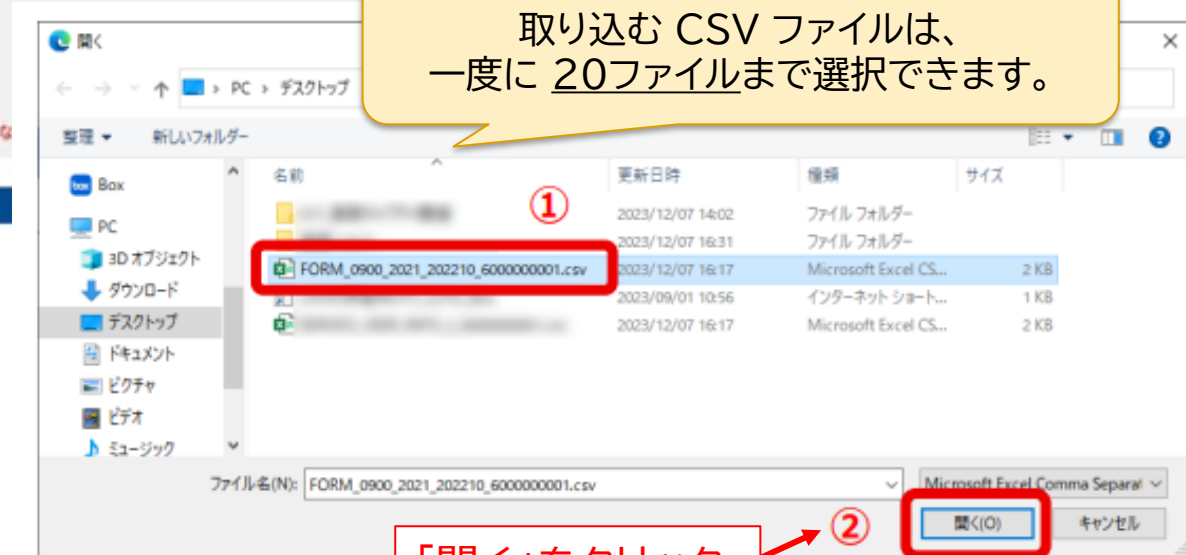 取り込む CSV ファイルは、
一度に 20ファイルまで選択できます。
開く
PC › デスクトップ
整理 新しいフォルダー
名前 更新日時 種類 サイズ
Box
PC
3D オブジェクト
ダウンロード
デスクトップ
ドキュメント
ピクチャ
ビデオ
ミュージック
①
2023/12/07 14:02 ファイル フォルダー
2023/12/07 16:31 ファイル フォルダー
FORM_0900_2021_202210_6000000001.csv 2023/12/07 16:17 Microsoft Excel CS... 2 KB
2023/09/01 10:56 インターネット ショート... 1 KB
2023/12/07 16:17 Microsoft Excel CS... 2 KB
ファイル名(N): FORM_0900_2021_202210_6000000001.csv Microsoft Excel Comma Separat
②
開く(O) キャンセル
「開く」をクリック